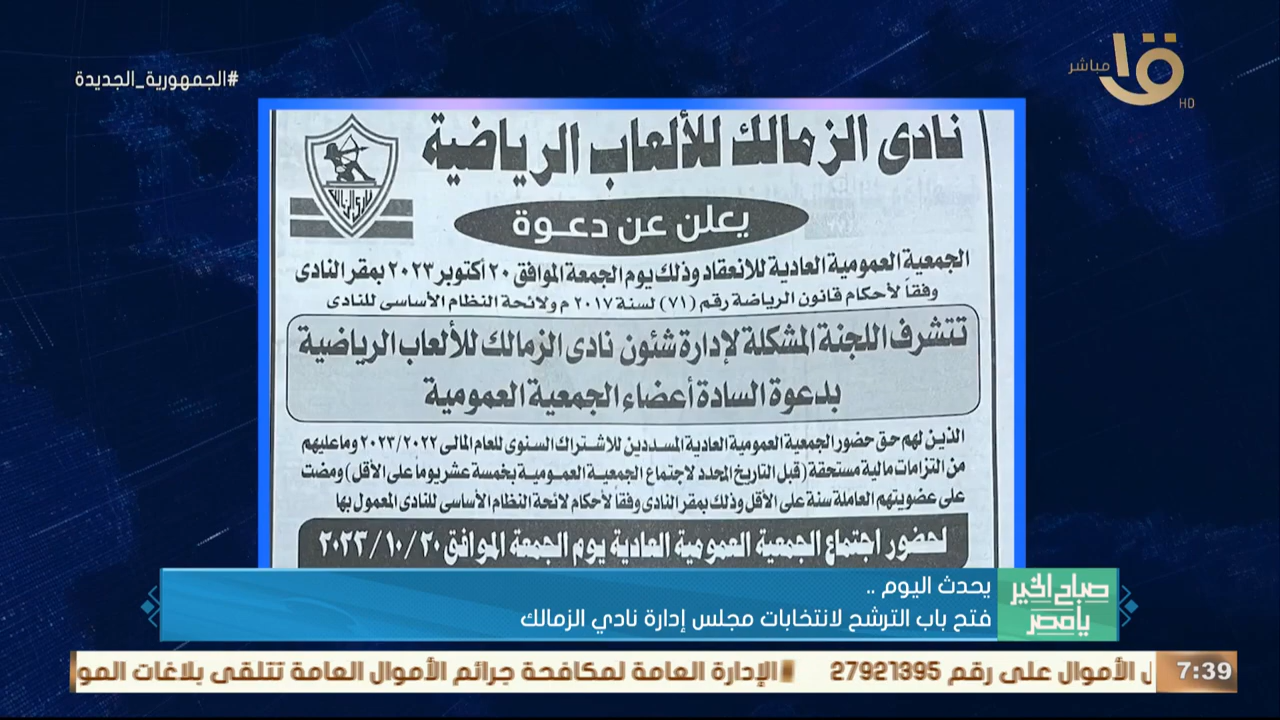 #الجمهورية_الجديدة
مباشر
HD
نادى الزمالك للألعاب الرياضية
نادى الزمالك
يعلن عن دعوة
الجمعية العمومية العادية للانعقاد وذلك يوم الجمعة الموافق ٢٠ أكتوبر ٢٠٢٣ بمقر النادى
وفقاً لأحكام قانون الرياضة رقم (٧١) لسنة ٢٠١٧ م ولائحة النظام الأساسى للنادى
تتشرف اللجنة المشكلة لإدارة شئون نادى الزمالك للألعاب الرياضية
بدعوة السادة أعضاء الجمعية العمومية
الذين لهم حق حضور الجمعية العمومية العادية المسددين للاشتراك السنوى للعام المالى ٢٠٢٣/٢٠٢٢ وماعليهم
من التزامات مالية مستحقة (قبل التاريخ المحدد لاجتماع الجمعية العمومية بخمسة عشر يوماً على الأقل) ومضت
على عضويتهم العاملة سنة على الأقل وذلك بمقر النادى وفقاً لأحكام لائحة النظام الأساسى للنادى المعمول بها
لحضور اجتماع الجمعية العمومية العادية يوم الجمعة الموافق ٢٠٢٣/١٠/٢٠
صباح الخير
يا مصر
يحدث اليوم ..
فتح باب الترشح لانتخابات مجلس إدارة نادي الزمالك
7:39
ل الأموال على رقم 27921395 الإدارة العامة لمكافحة جرائم الأموال العامة تتلقى بلاغات المو